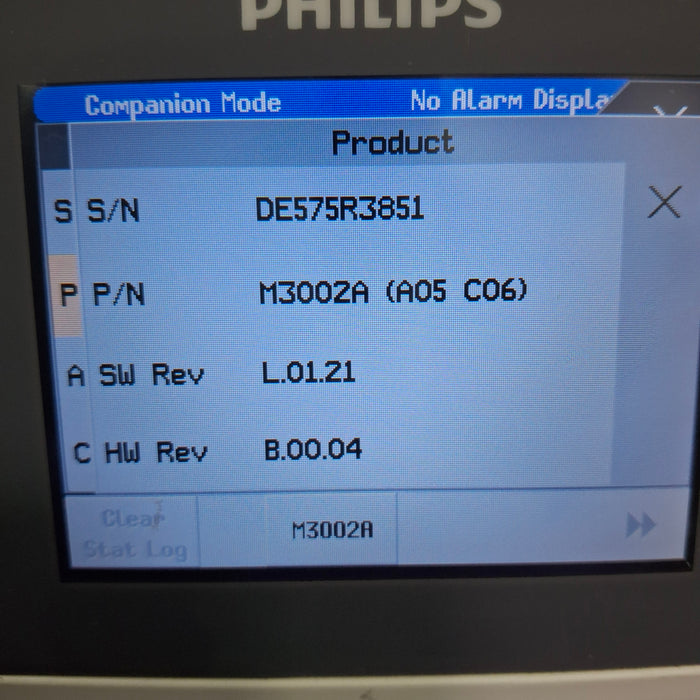 PHILIPS
Companion Mode No Alarm Displa
Product
S S/N DE575R3851
P P/N M3002A (A05 C06)
A SW Rev L.01.21
C HW Rev B.00.04
Clear
Stat Log
M3002A